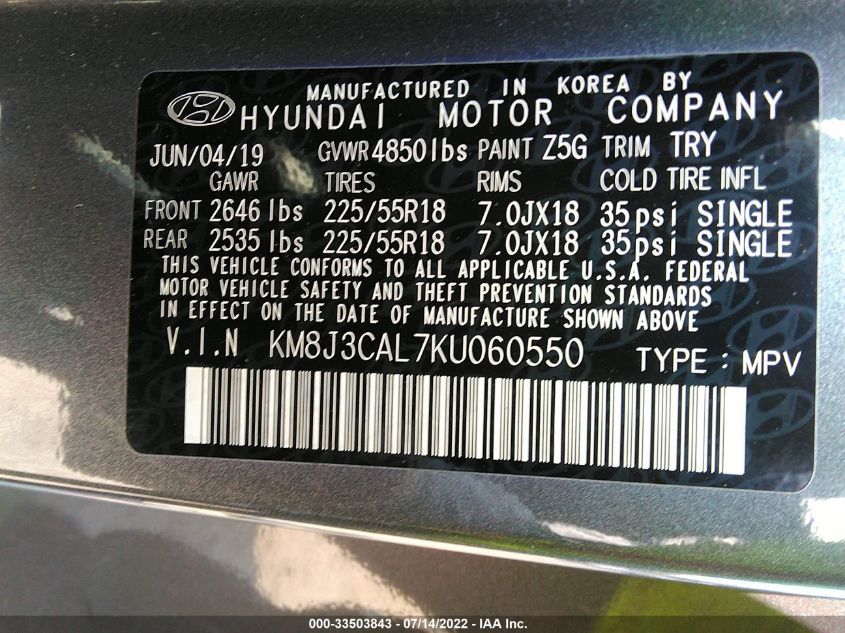 MANUFACTURED IN KOREA BY
HYUNDAI MOTOR COMPANY
JUN/04/19 GVWR 4850lbs PAINT Z5G TRIM TRY
GAWR TIRES RIMS COLD TIRE INFL
FRONT 2646 lbs 225/55R18 7.0JX18 35psi SINGLE
REAR 2535 lbs 225/55R18 7.0JX18 35psi SINGLE
THIS VEHICLE CONFORMS TO ALL APPLICABLE U.S.A. FEDERAL
MOTOR VEHICLE SAFETY AND THEFT PREVENTION STANDARDS
IN EFFECT ON THE DATE OF MANUFACTURE SHOWN ABOVE.
V.I.N KM8J3CAL7KU060550 TYPE : MPV
000-33503843 - 07/14/2022 - IAA Inc.